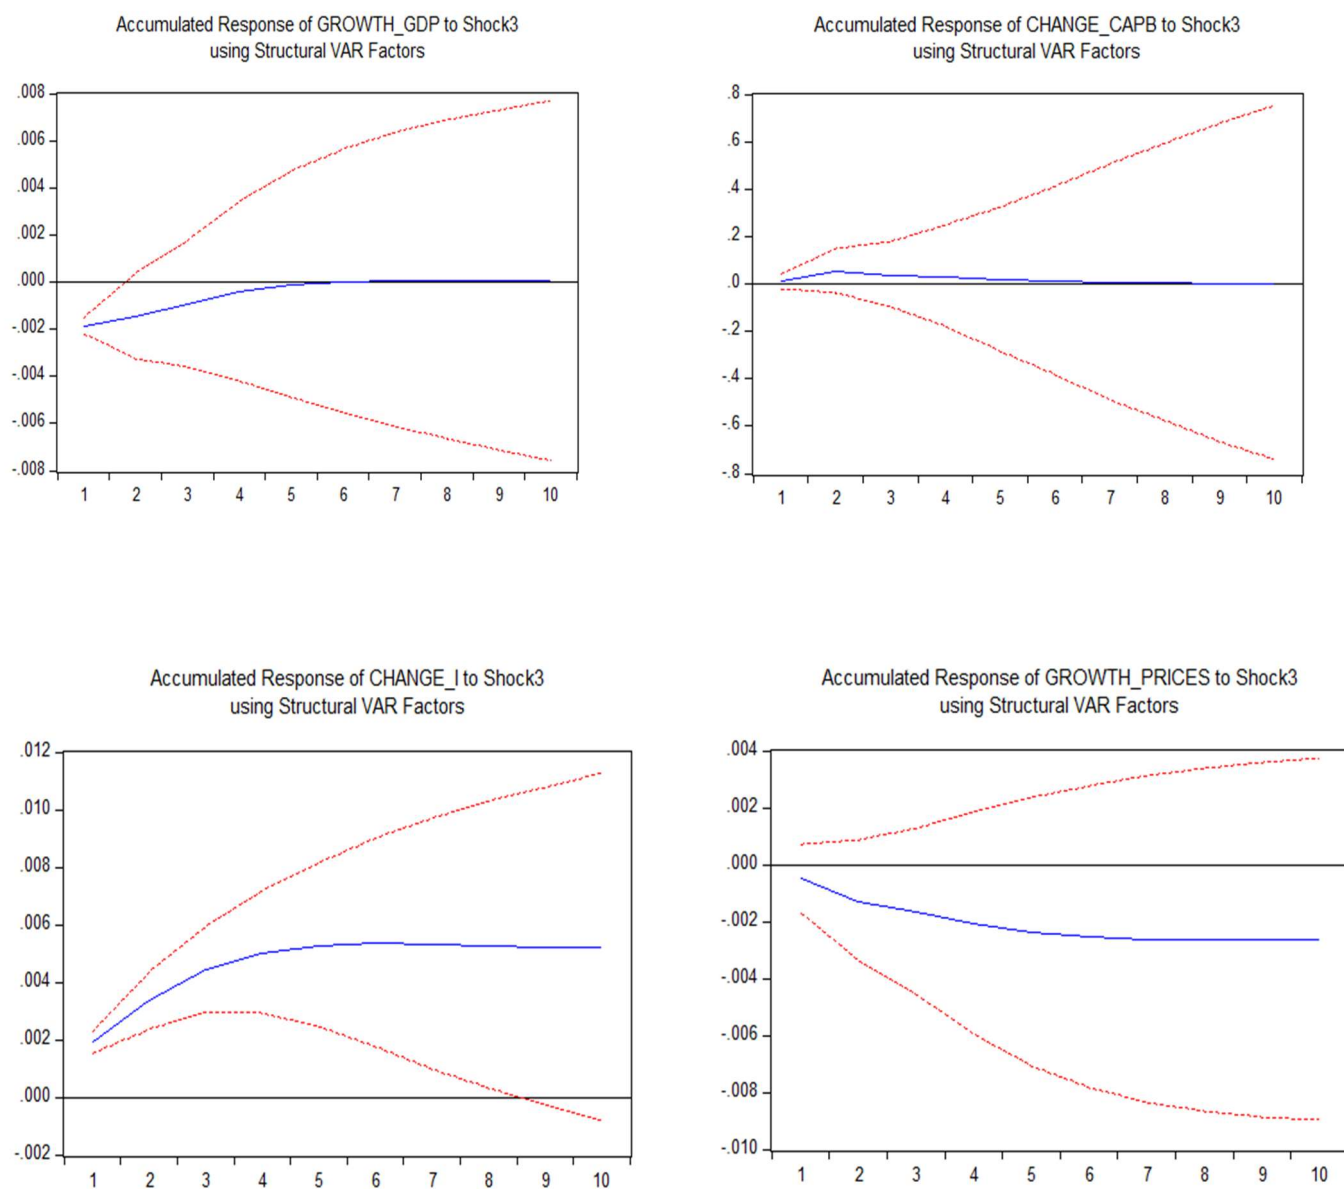 Accumulated Response of GROWTH_GDP to Shock3
using Structural VAR Factors
.008
.006
.004
.002
.000
-.002
-.004
-.006
-.008
1 2 3 4 5 6 7 8 9 10
Accumulated Response of CHANGE_CAPB to Shock3
using Structural VAR Factors
.8
.6
.4
.2
.0
-.2
-.4
-.6
-.8
1 2 3 4 5 6 7 8 9 10
Accumulated Response of CHANGE_I to Shock3
using Structural VAR Factors
.012
.010
.008
.006
.004
.002
.000
-.002
1 2 3 4 5 6 7 8 9 10
Accumulated Response of GROWTH_PRICES to Shock3
using Structural VAR Factors
.004
.002
.000
-.002
-.004
-.006
-.008
-.010
1 2 3 4 5 6 7 8 9 10